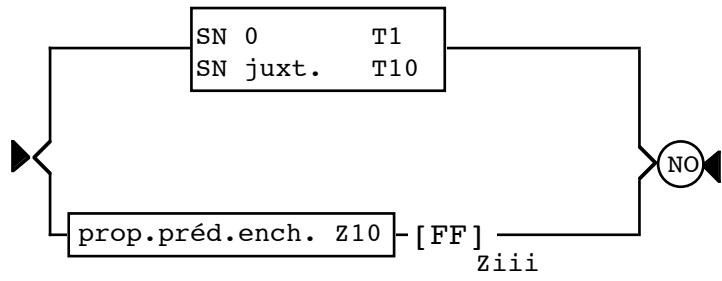 SN 0 T1
SN juxt. T10
NO
prop.préd.ench. Z10 [FF]
Ziii